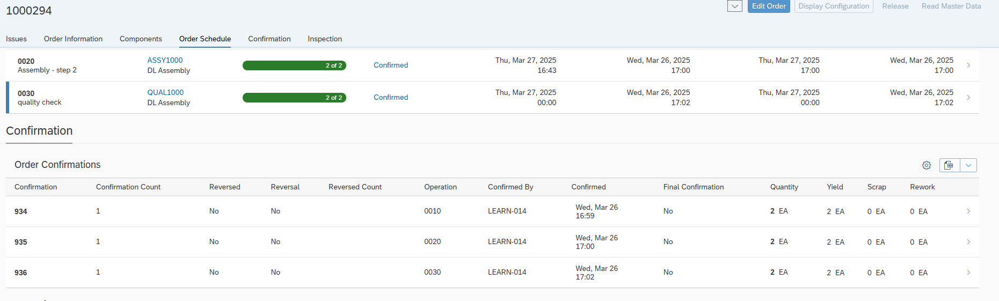 1000294
Edit Order Display Configuration Release Read Master Data
Issues Order Information Components Order Schedule Confirmation Inspection
0020 ASSY1000 2 of 2 Confirmed Thu, Mar 27, 2025 Wed, Mar 26, 2025 Thu, Mar 27, 2025 Wed, Mar 26, 2025
Assembly - step 2 DL Assembly 16:43 17:00 17:00 17:00
0030 QUAL1000 2 of 2 Confirmed Thu, Mar 27, 2025 Wed, Mar 26, 2025 Thu, Mar 27, 2025 Wed, Mar 26, 2025
quality check DL Assembly 00:00 17:02 00:00 17:02
Confirmation
Order Confirmations
Confirmation Confirmation Count Reversed Reversal Reversed Count Operation Confirmed By Confirmed Final Confirmation Quantity Yield Scrap Rework
934 1 No No 0010 LEARN-014 Wed, Mar 26 16:59 No 2 EA 2 EA 0 EA 0 EA
935 1 No No 0020 LEARN-014 Wed, Mar 26 17:00 No 2 EA 2 EA 0 EA 0 EA
936 1 No No 0030 LEARN-014 Wed, Mar 26 17:02 No 2 EA 2 EA 0 EA 0 EA